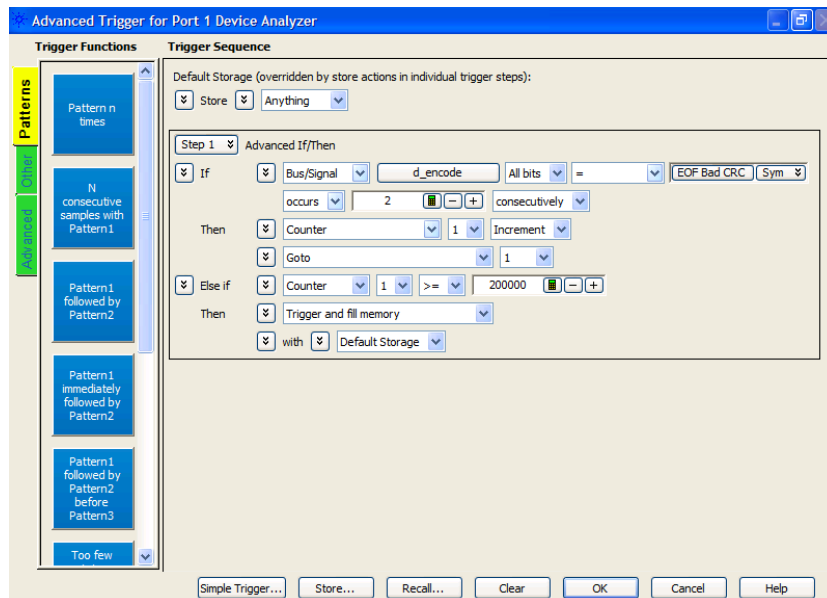 Advanced Trigger for Port 1 Device Analyzer
Trigger Functions
Trigger Sequence
Patterns
Other
Advanced
Pattern n
times
N
consecutive
samples with
Pattern1
Pattern1
followed by
Pattern2
Pattern1
immediately
followed by
Pattern2
Pattern1
followed by
Pattern2
before
Pattern3
Too few
Default Storage (overridden by store actions in individual trigger steps):
Store Anything
Step 1 Advanced If/Then
If Bus/Signal d_encode All bits = EOF Bad CRC Sym
occurs 2 − + consecutively
Then Counter 1 Increment
Goto 1
Else if Counter 1 >= 200000 − +
Then Trigger and fill memory
with Default Storage
Simple Trigger... Store... Recall... Clear OK Cancel Help